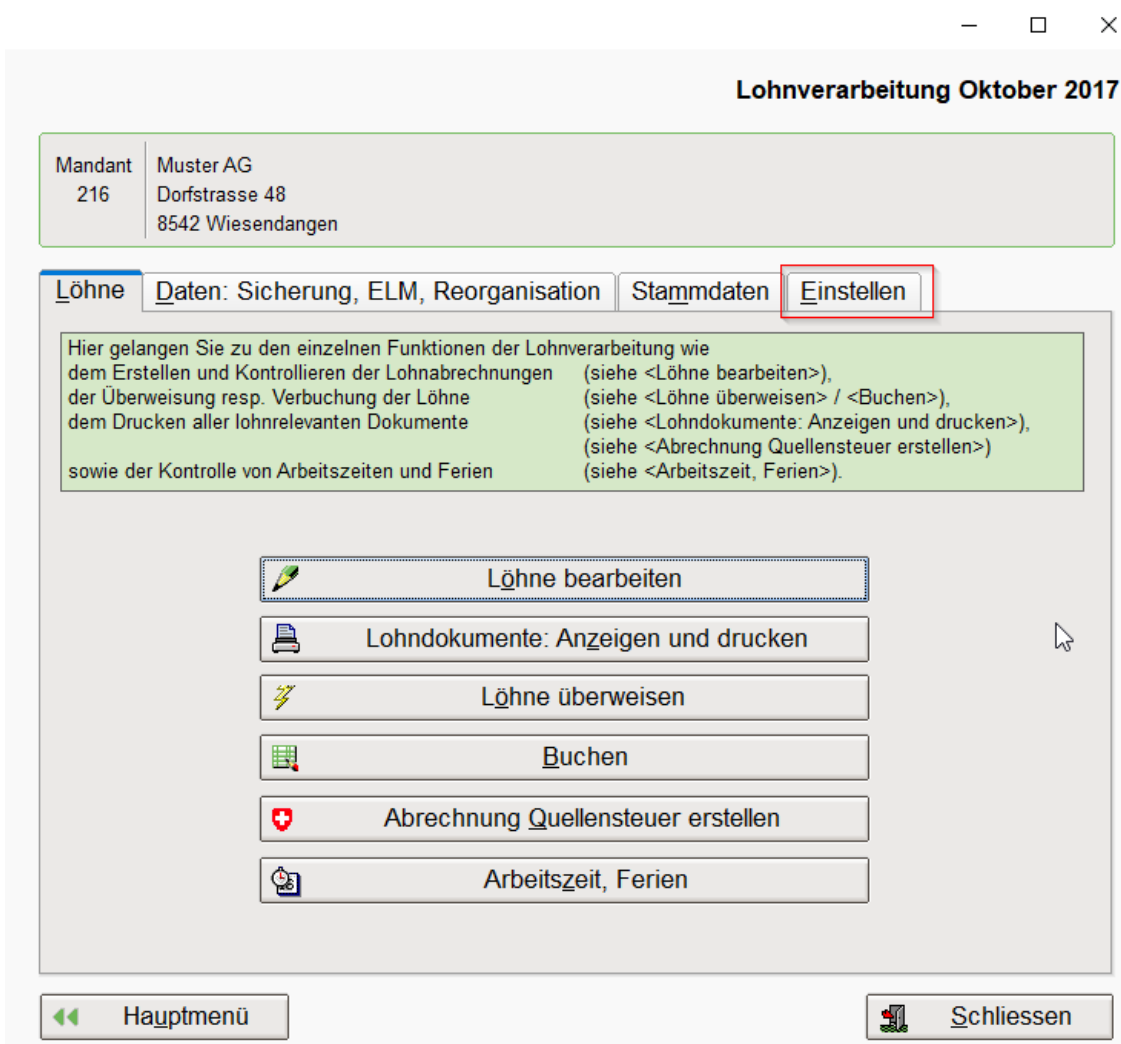 Lohnverarbeitung Oktober 2017
Mandant Muster AG
216 Dorfstrasse 48
8542 Wiesendangen
Löhne Daten: Sicherung, ELM, Reorganisation Stammdaten Einstellen
Hier gelangen Sie zu den einzelnen Funktionen der Lohnverarbeitung wie
dem Erstellen und Kontrollieren der Lohnabrechnungen (siehe <Löhne bearbeiten>),
der Überweisung resp. Verbuchung der Löhne (siehe <Löhne überweisen> / <Buchen>),
dem Drucken aller lohnrelevanten Dokumente (siehe <Lohndokumente: Anzeigen und drucken>),
(siehe <Abrechnung Quellensteuer erstellen>)
sowie der Kontrolle von Arbeitszeiten und Ferien (siehe <Arbeitszeit, Ferien>).
Löhne bearbeiten
Lohndokumente: Anzeigen und drucken
Löhne überweisen
Buchen
Abrechnung Quellensteuer erstellen
Arbeitszeit, Ferien
Hauptmenü Schliessen